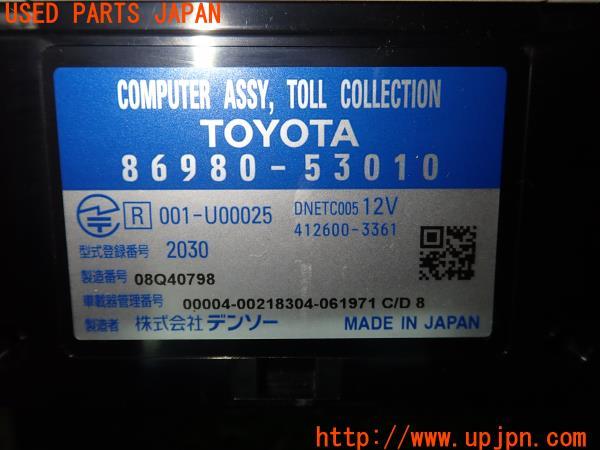 USED PARTS JAPAN
COMPUTER ASSY, TOLL COLLECTION
TOYOTA
86980-53010
R 001-U00025 DNETC005 12V
412600-3361
型式登録番号 2030
製造番号 08Q40798
車載器管理番号 00004-00218304-061971 C/D 8
製造者 株式会社 デンソー MADE IN JAPAN
http://www.upjpn.com